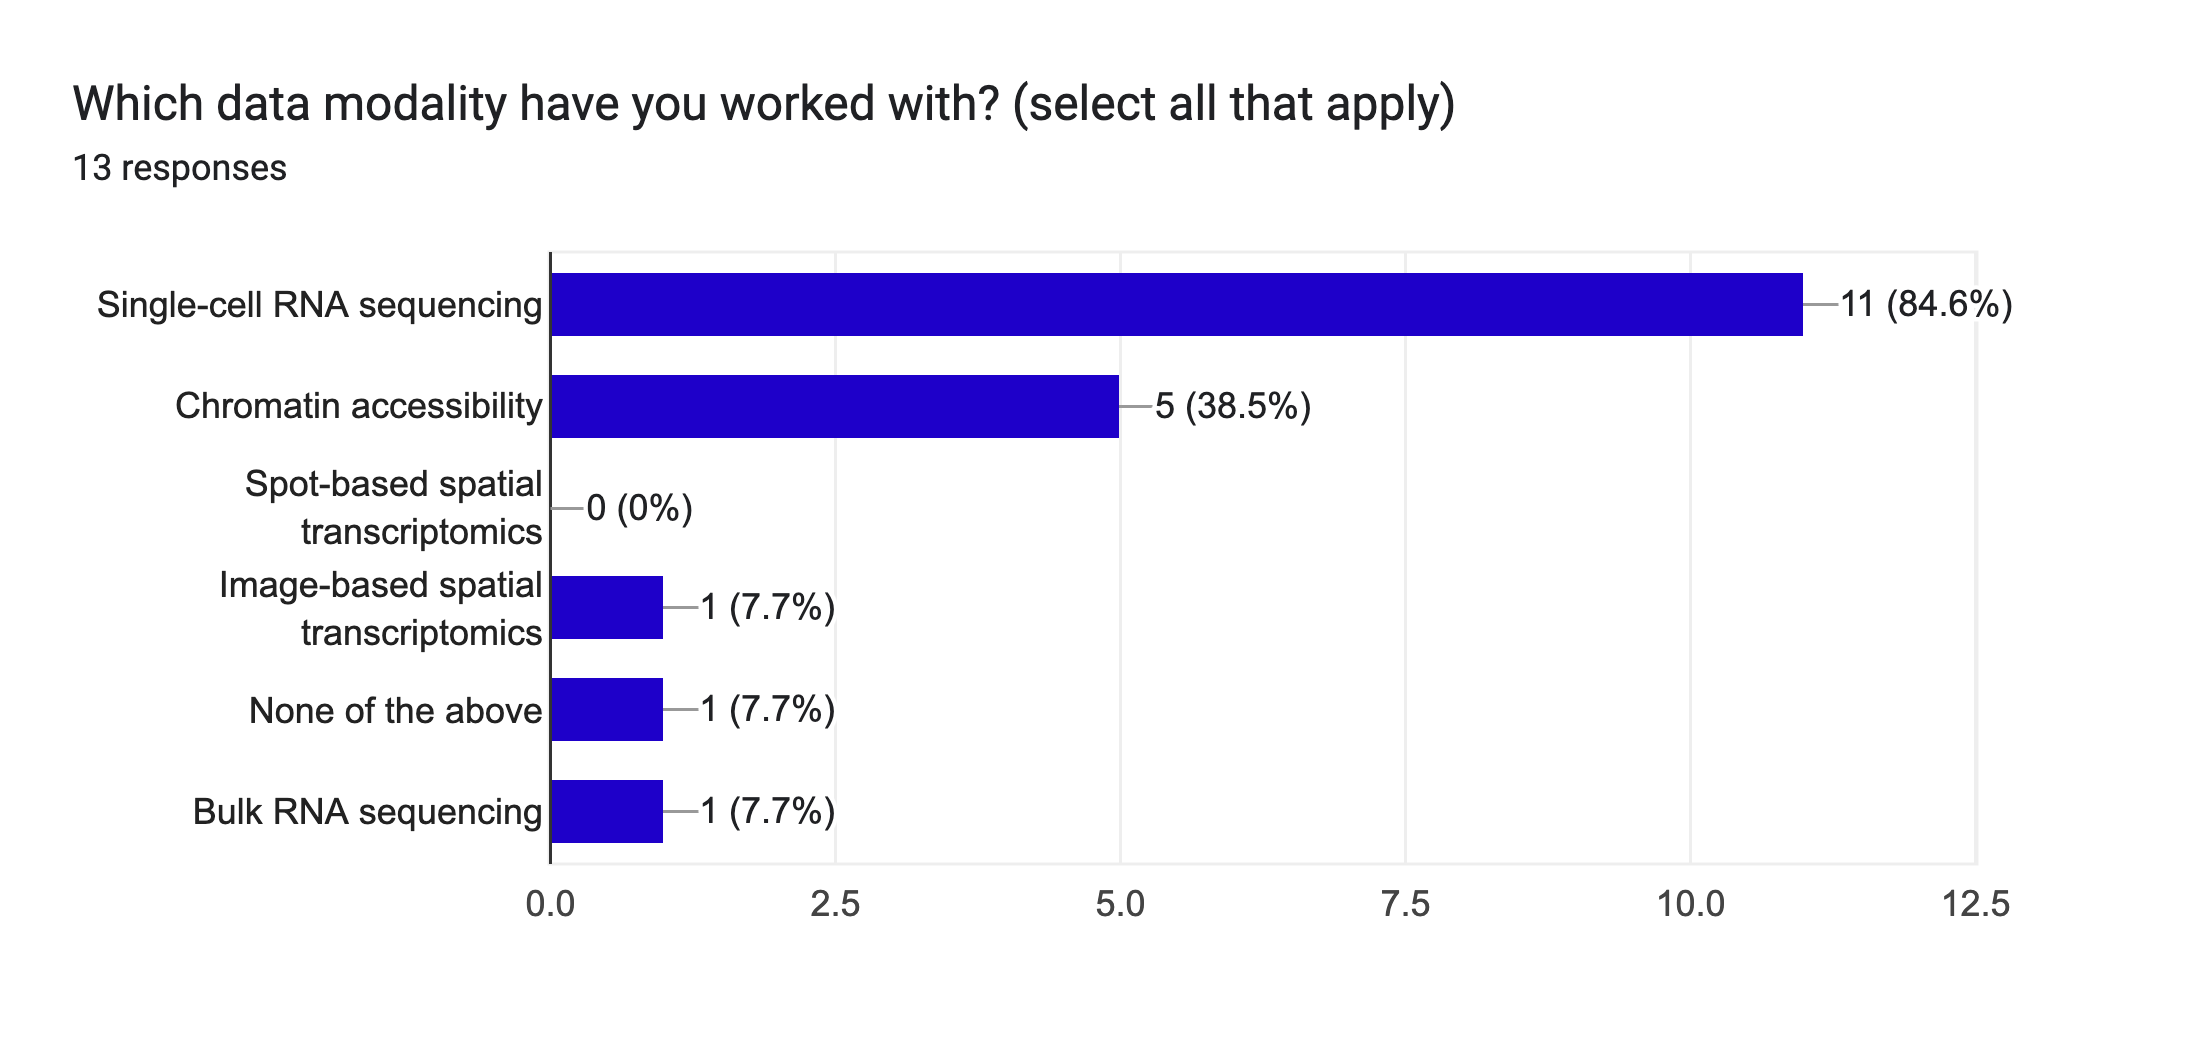 Which data modality have you worked with? (select all that apply)
13 responses
Single-cell RNA sequencing
11 (84.6%)
Chromatin accessibility
5 (38.5%)
Spot-based spatial
transcriptomics
0 (0%)
Image-based spatial
transcriptomics
1 (7.7%)
None of the above
1 (7.7%)
Bulk RNA sequencing
1 (7.7%)
0.0
2.5
5.0
7.5
10.0
12.5